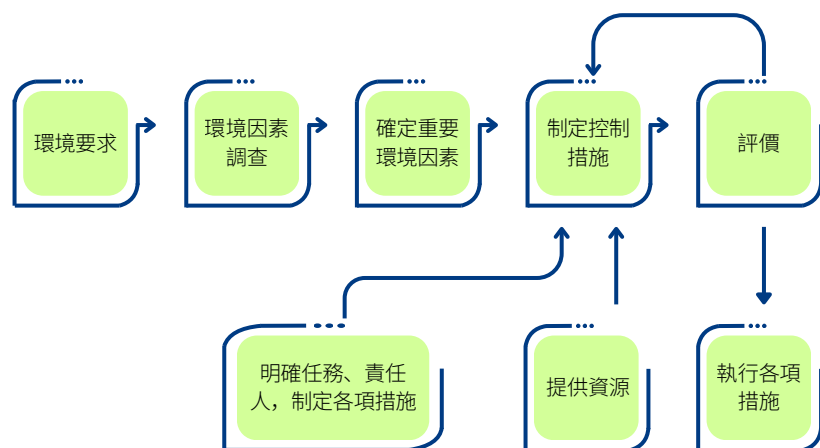 環境要求
環境因素
調查
確定重要
環境因素
制定控制
措施
評價
明確任務、責任
人，制定各項措施
提供資源
執行各項
措施